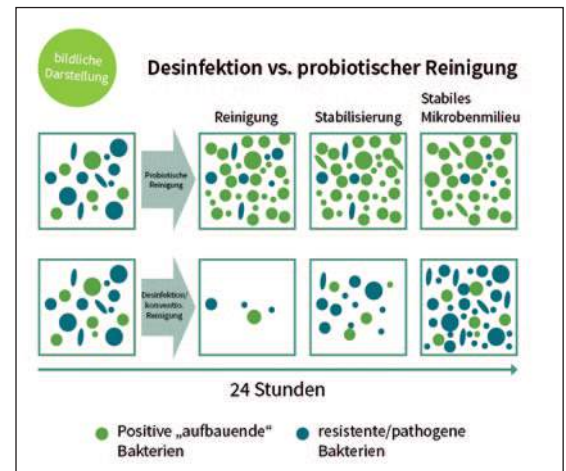 bildliche
Darstellung
Desinfektion vs. probiotischer Reinigung
Reinigung
Stabilisierung
Stabiles
Mikrobenmilieu
Probiotische
Reinigung
Desinfektion/
konventio.
Reinigung
24 Stunden
Positive „aufbauende“
Bakterien
resistente/pathogene
Bakterien